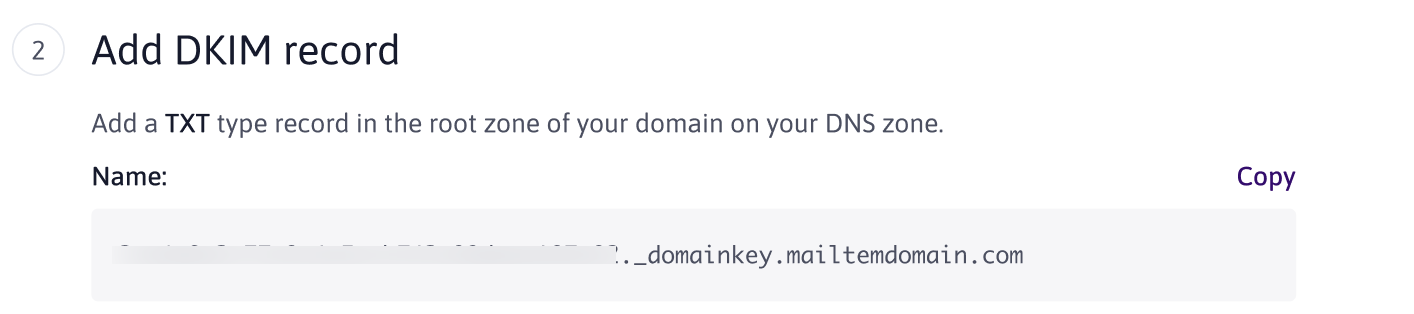 2
Add DKIM record
Add a TXT type record in the root zone of your domain on your DNS zone.
Name:
Copy
._domainkey.mailtemdomain.com